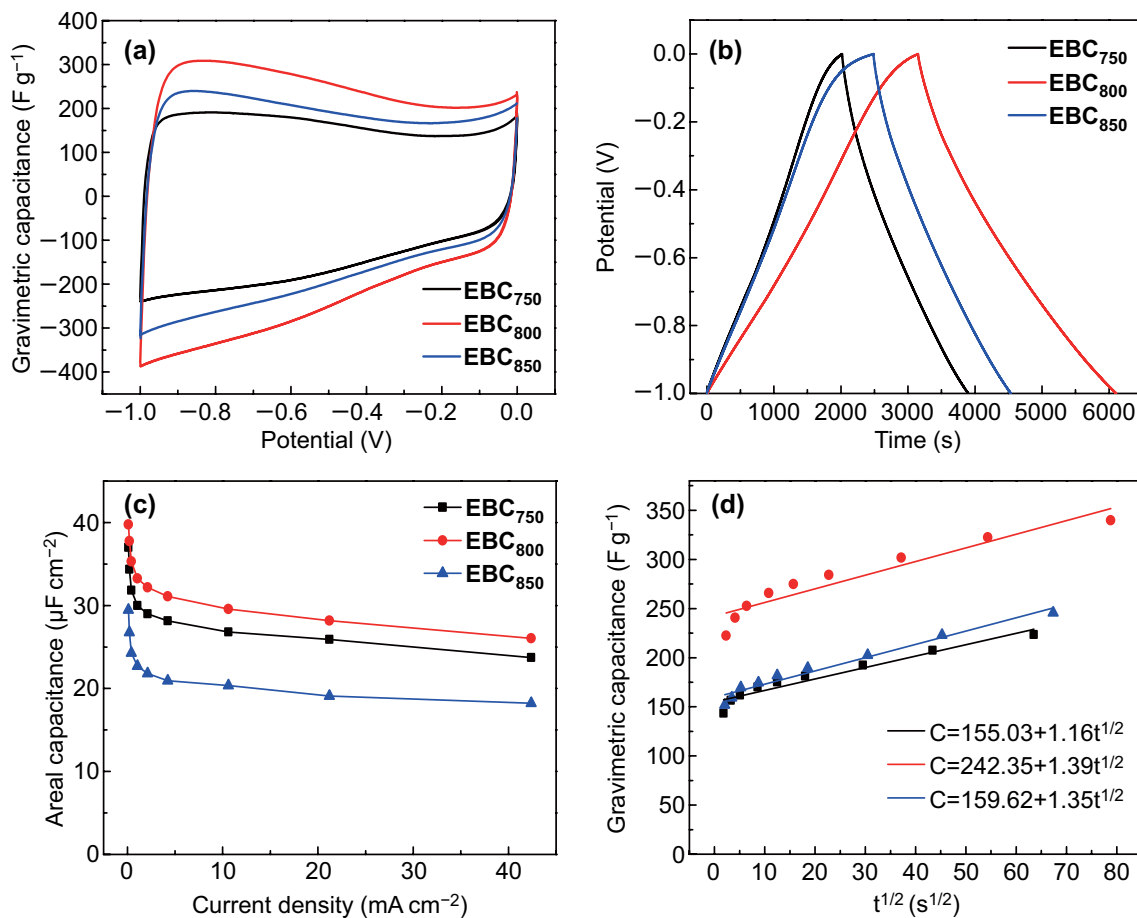 (a)
400
300
200
100
0
−100
−200
−300
−400
Gravimetric capacitance (F g⁻¹)
EBC₇₅₀
EBC₈₀₀
EBC₈₅₀
−1.0 −0.8 −0.6 −0.4 −0.2 0.0
Potential (V)
(b)
0.0
−0.2
−0.4
−0.6
−0.8
−1.0
Potential (V)
EBC₇₅₀
EBC₈₀₀
EBC₈₅₀
0 1000 2000 3000 4000 5000 6000
Time (s)
(c)
40
30
20
10
0
Areal capacitance (µF cm⁻²)
EBC₇₅₀
EBC₈₀₀
EBC₈₅₀
0 10 20 30 40
Current density (mA cm⁻²)
(d)
350
300
250
200
150
100
50
0
Gravimetric capacitance (F g⁻¹)
C=155.03+1.16t¹/²
C=242.35+1.39t¹/²
C=159.62+1.35t¹/²
0 10 20 30 40 50 60 70 80
t¹/² (s¹/²)